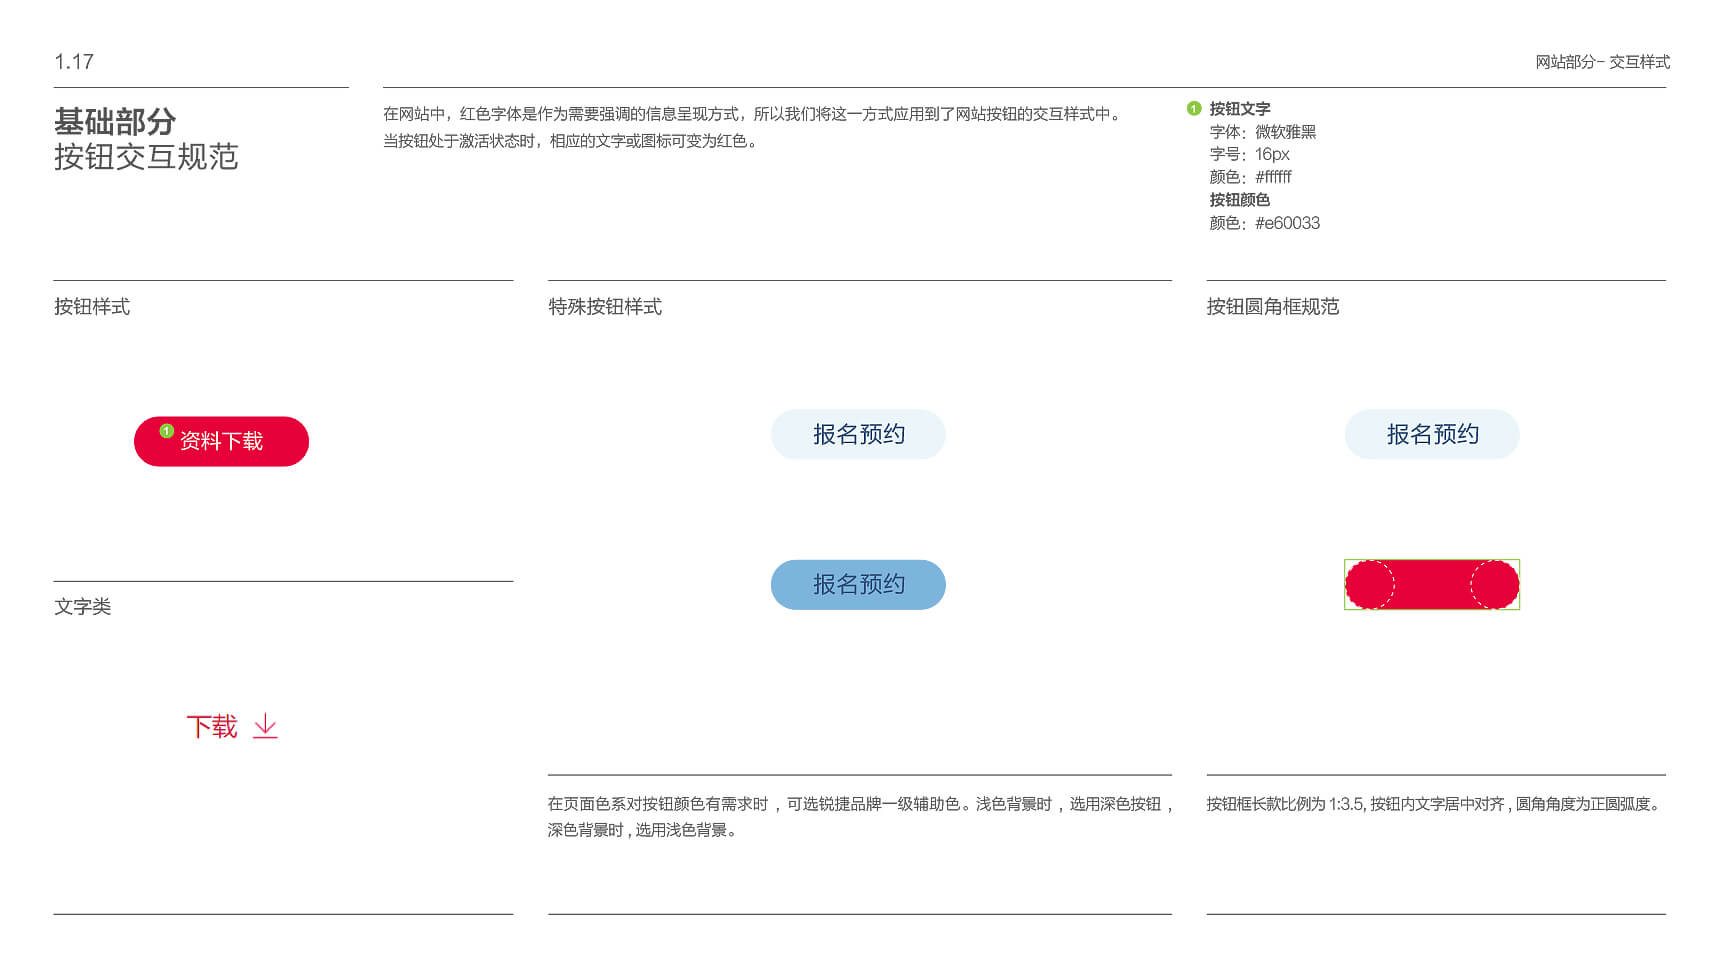 1.17
网站部分- 交互样式
基础部分
按钮交互规范
在网站中，红色字体是作为需要强调的信息呈现方式，所以我们将这一方式应用到了网站按钮的交互样式中。
当按钮处于激活状态时，相应的文字或图标可变为红色。
1 按钮文字
字体：微软雅黑
字号：16px
颜色：#ffffff
按钮颜色
颜色：#e60033
按钮样式
1 资料下载
文字类
下载
特殊按钮样式
报名预约
报名预约
在页面色系对按钮颜色有需求时，可选锐捷品牌一级辅助色。浅色背景时，选用深色按钮，
深色背景时，选用浅色背景。
按钮圆角框规范
报名预约
按钮框长款比例为 1:3.5, 按钮内文字居中对齐，圆角角度为正圆弧度。